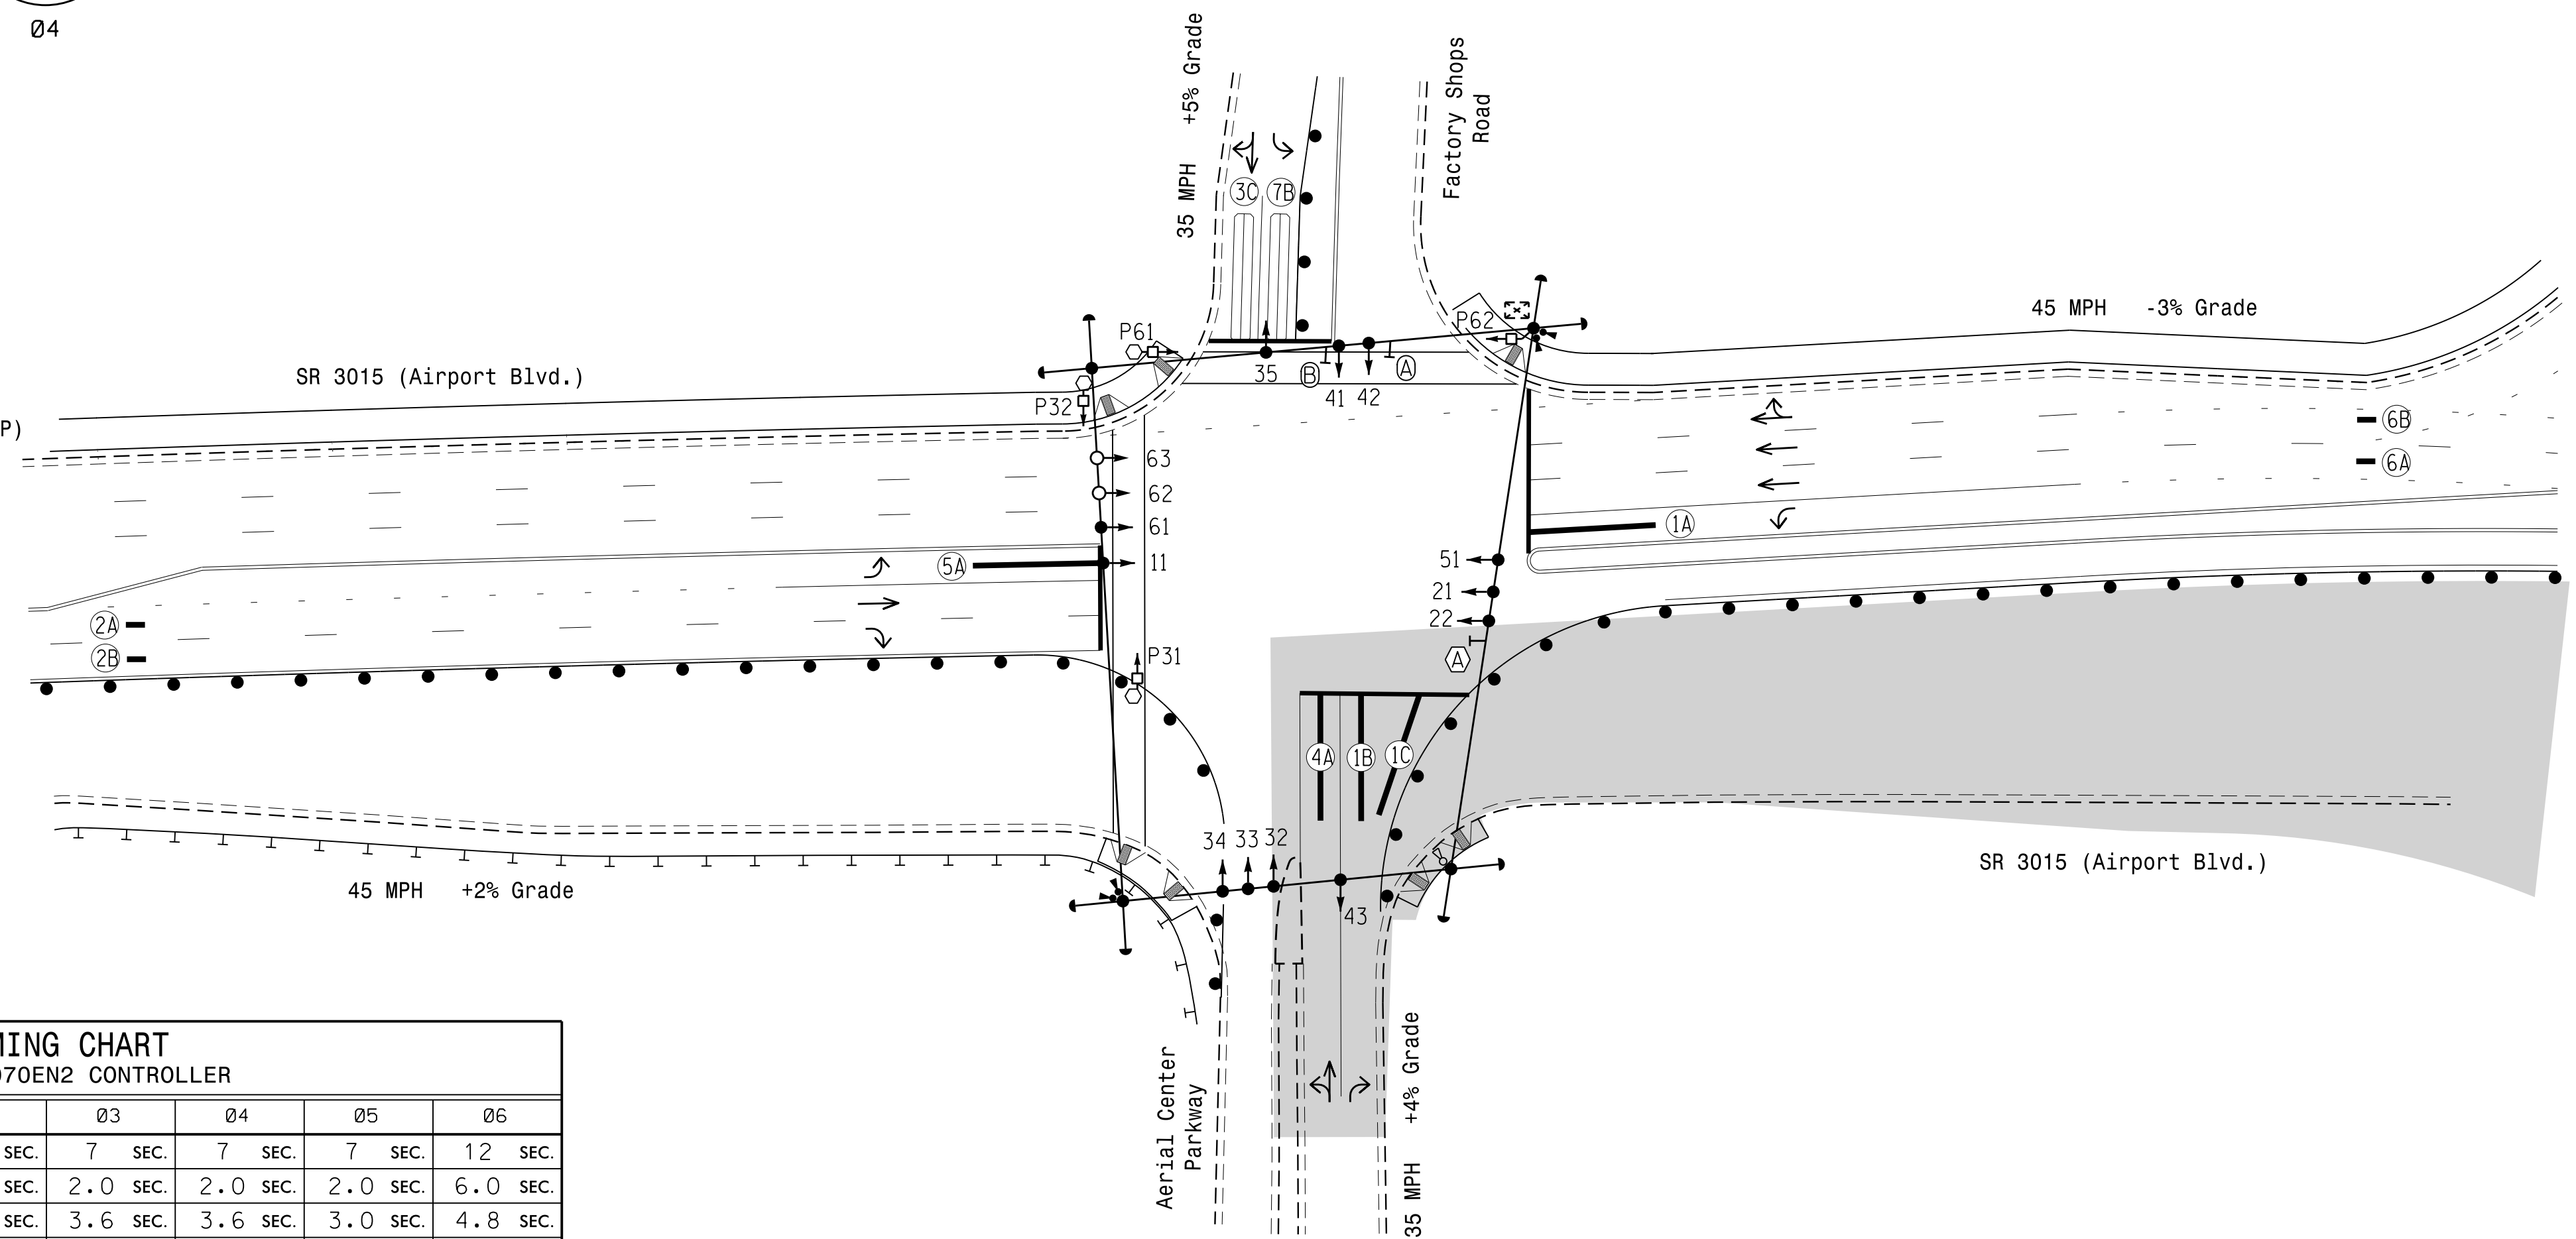 Ø4
35 MPH +5% Grade
Factory Shops
Road
3C
7B
45 MPH -3% Grade
P61
P62
SR 3015 (Airport Blvd.)
35
B
A
41
42
P32
P)
6B
6A
63
62
61
11
1A
5A
51
21
22
2A
2B
P31
A
4A
1B
1C
34
33
32
43
45 MPH +2% Grade
SR 3015 (Airport Blvd.)
Aerial Center
Parkway
35 MPH +4% Grade
MING CHART
070EN2 CONTROLLER
Ø3 Ø4 Ø5 Ø6
SEC. 7 SEC. 7 SEC. 7 SEC. 12 SEC.
SEC. 2.0 SEC. 2.0 SEC. 2.0 SEC. 6.0 SEC.
SEC. 3.6 SEC. 3.6 SEC. 3.0 SEC. 4.8 SEC.